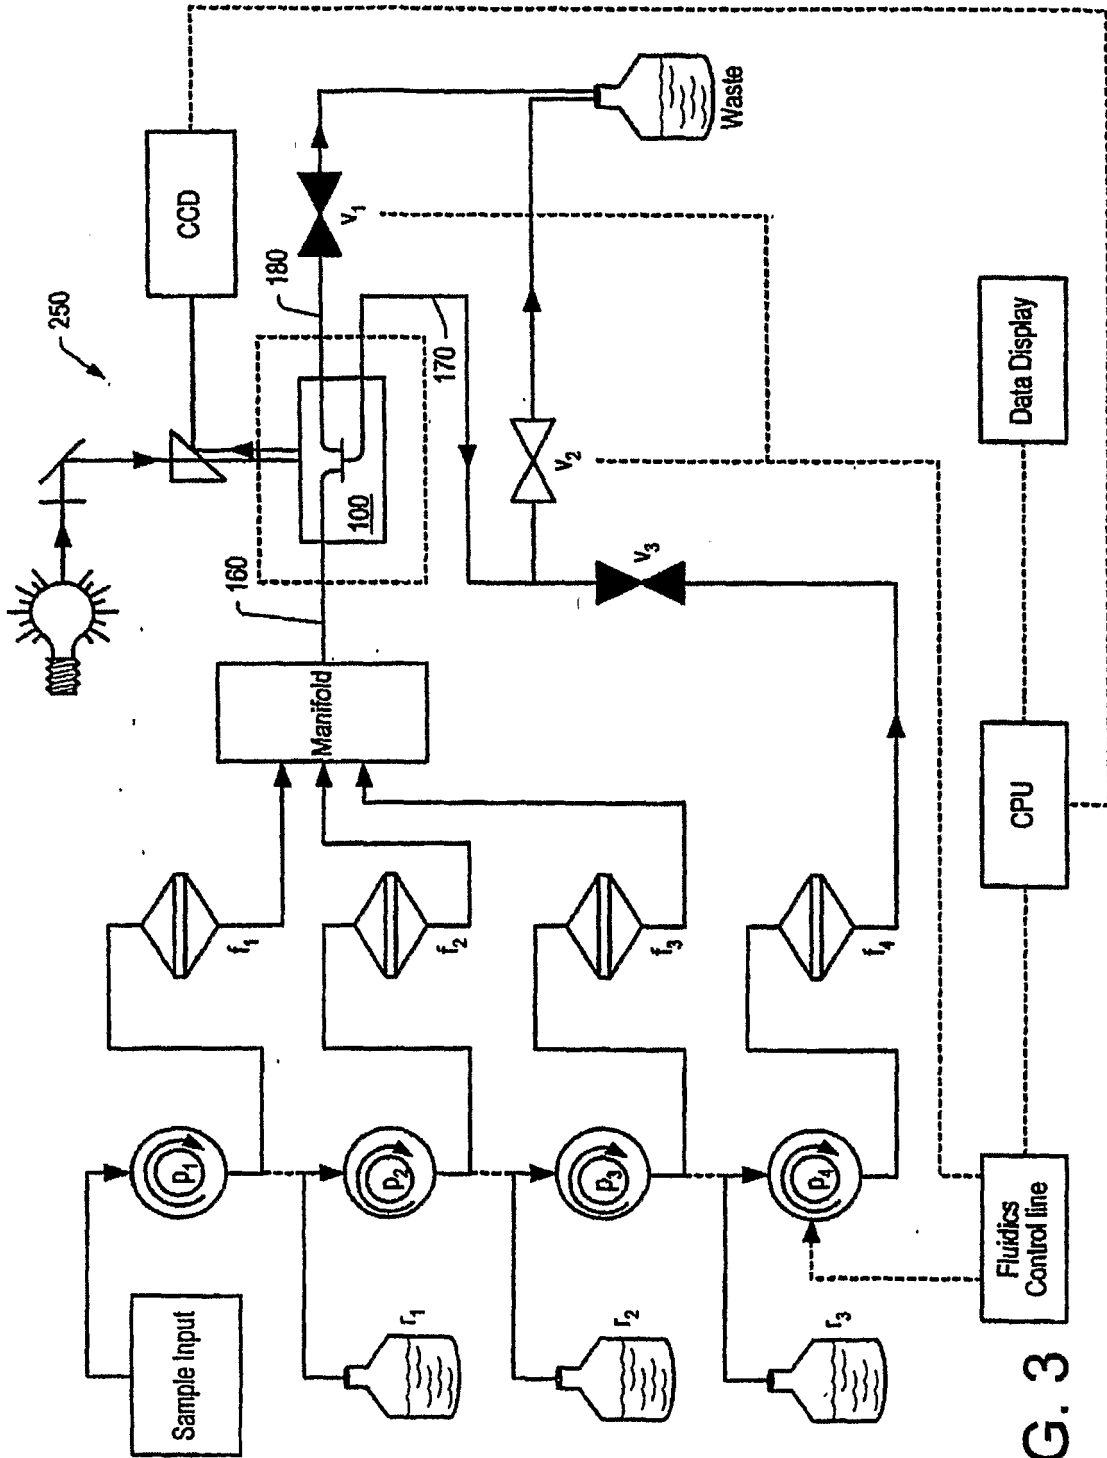 Sample Input
p1
p2
p3
p4
r1
r2
r3
f1
f2
f3
f4
Manifold
160
100
250
CCD
180
170
v1
v2
v3
Waste
Fluidics
Control line
CPU
Data Display
G. 3